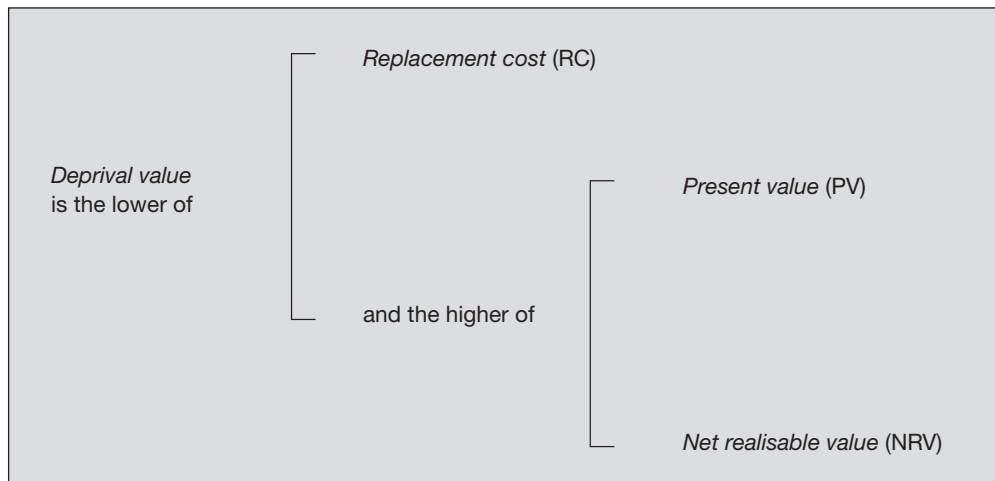 Replacement cost (RC)
Deprival value
is the lower of
Present value (PV)
and the higher of
Net realisable value (NRV)